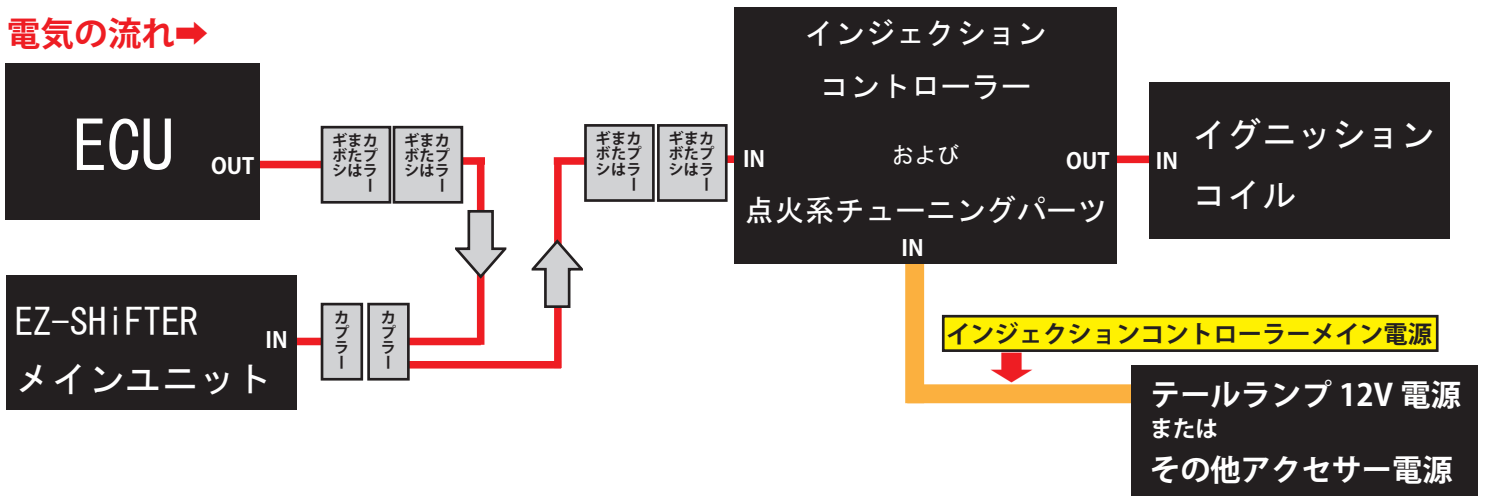 電気の流れ➡
ECU
OUT
カプラー
または
ギボシ
カプラー
または
ギボシ
EZ-SHiFTER
メインユニット
IN
カプラー
カプラー
カプラー
または
ギボシ
カプラー
または
ギボシ
インジェクション
コントローラー
および
点火系チューニングパーツ
IN
OUT
IN
IN
イグニッション
コイル
インジェクションコントローラーメイン電源
テールランプ 12V 電源
または
その他アクセサー電源